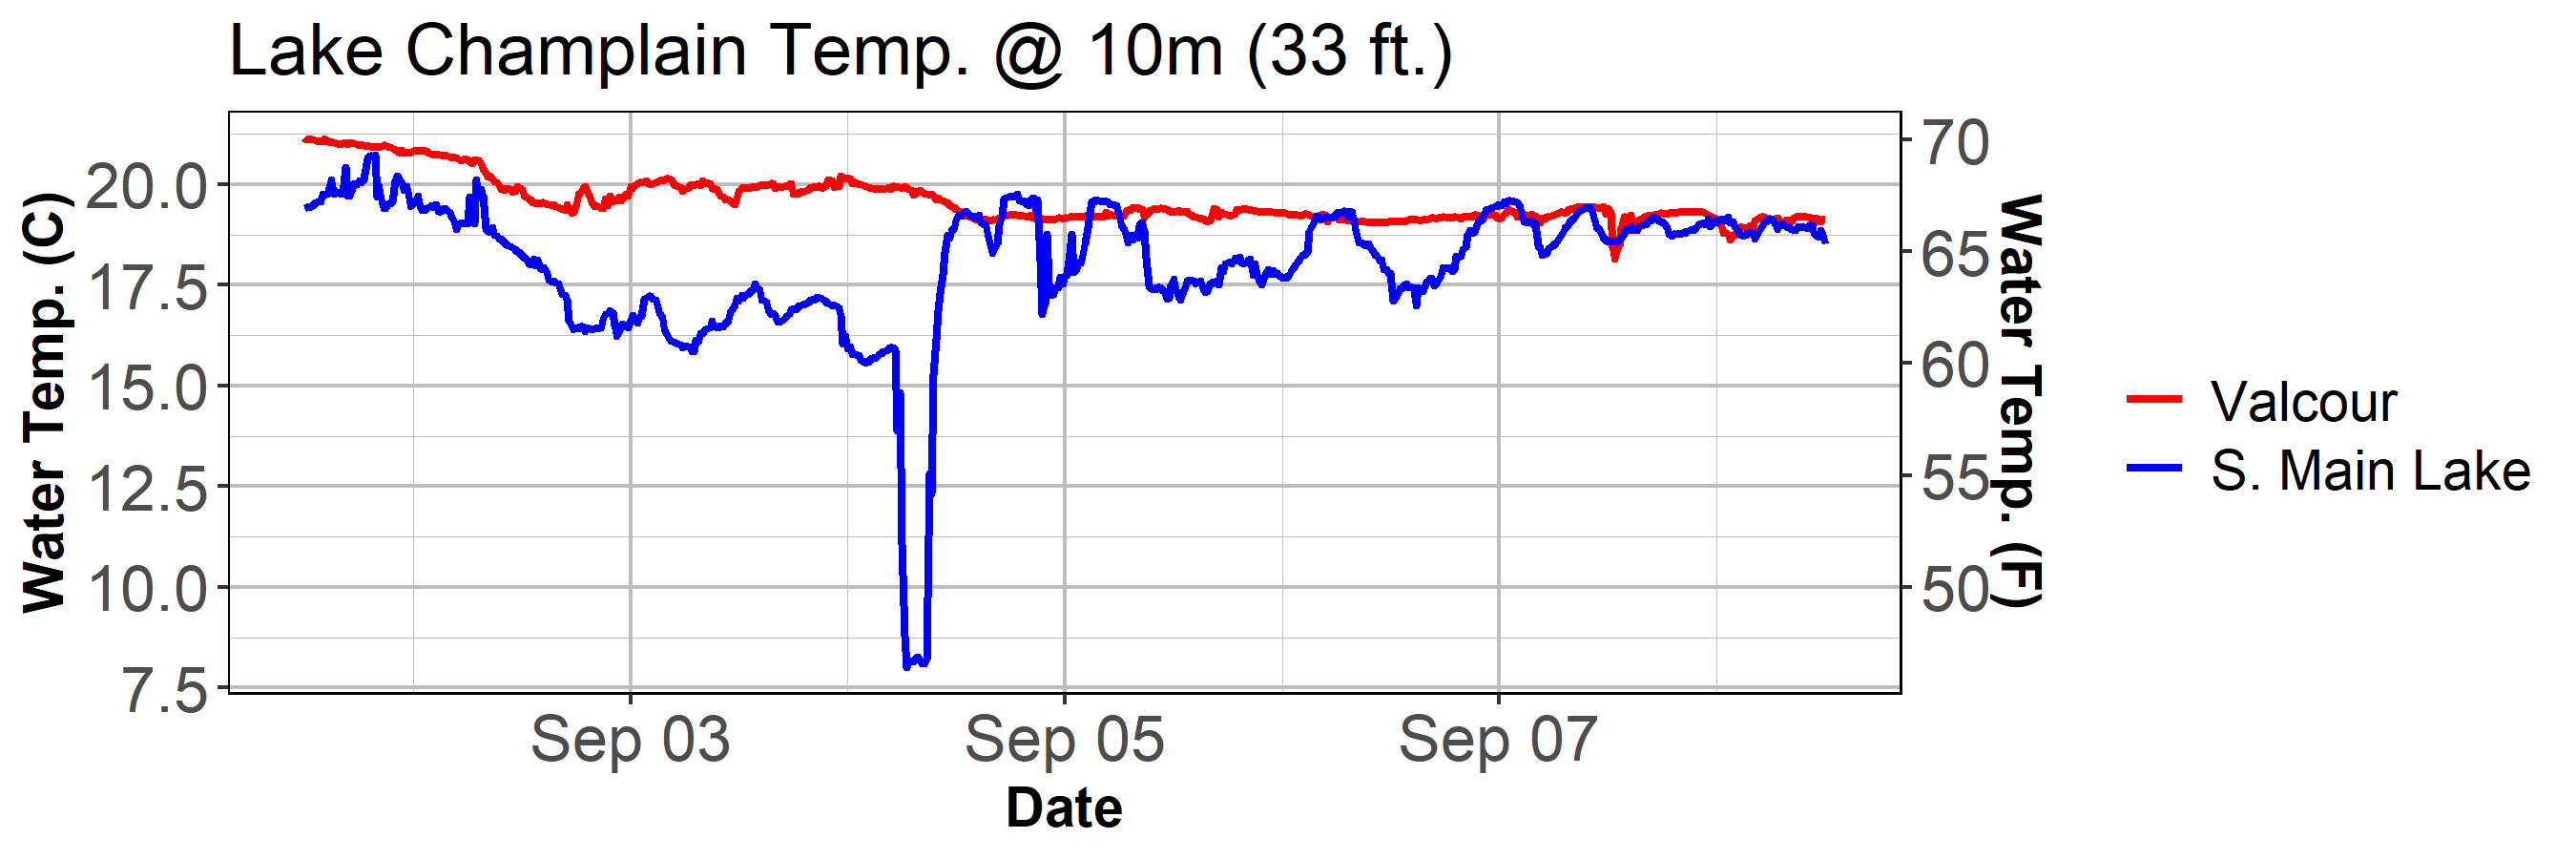 Lake Champlain Temp. @ 10m (33 ft.)
Water Temp. (C)
20.0
17.5
15.0
12.5
10.0
7.5
70
65
60
55
50
Water Temp. (F)
Sep 03
Sep 05
Sep 07
Date
Valcour
S. Main Lake